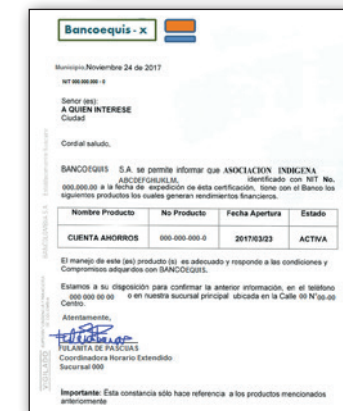 Bancoequis - x
Municipio,Noviembre 24 de 2017
NIT 000.000.000 - 0
Senor (es):
A QUIEN INTERESE
Ciudad
Cordial saludo,
BANCOEQUIS S.A. se permite informar que ASOCIACION INDIGENA
ABCDEFGHIJKLM, identificado con NIT No.
000.000.00 a la fecha de expedición de ésta certificación, tiene con el Banco los
siguientes productos los cuales generan rendimientos financieros.
Nombre Producto No Producto Fecha Apertura Estado
CUENTA AHORROS 000-000-000-0 2017/03/23 ACTIVA
El manejo de este (es) producto (s) es adecuado y responde a las condiciones y
Compromisos adquiridos con BANCOEQUIS.
Estamos a su disposición para confirmar la anterior información, en el teléfono
000 000 00 00 o en nuestra sucursal principal ubicada en la Calle 00 N°00-00
Centro.
Atentamente,
FULANITA DE PASCUAS
Coordinadora Horario Extendido
Sucursal 000
Importante: Esta constancia sólo hace referencia a los productos mencionados
anteriormente
VIGILADO
BANCOLOMBIA S.A.